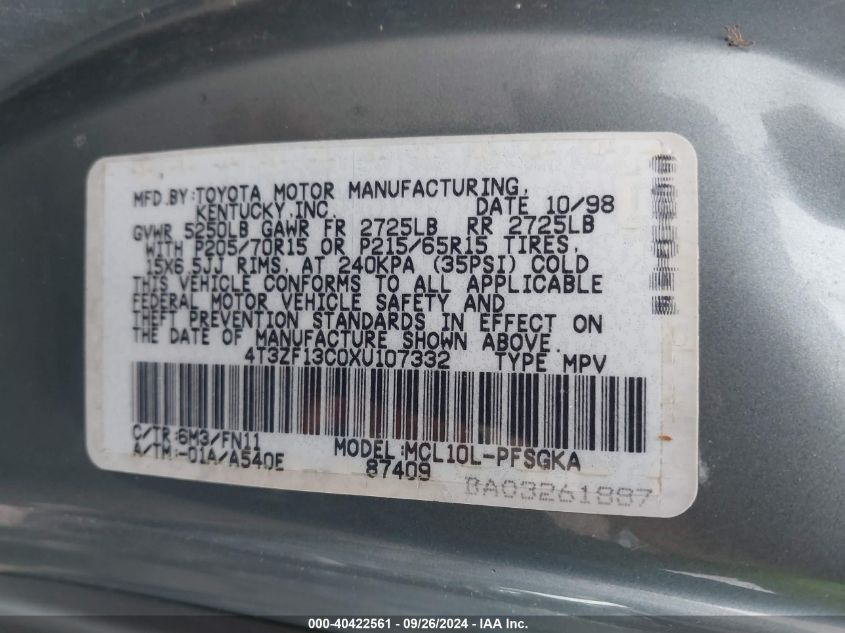 MFD.BY:TOYOTA MOTOR MANUFACTURING,
KENTUCKY,INC. DATE 10/98
GVWR 5250LB GAWR FR 2725LB RR 2725LB
WITH P205/70R15 OR P215/65R15 TIRES,
15X6.5JJ RIMS, AT 240KPA (35PSI) COLD
THIS VEHICLE CONFORMS TO ALL APPLICABLE
FEDERAL MOTOR VEHICLE SAFETY AND
THEFT PREVENTION STANDARDS IN EFFECT ON
THE DATE OF MANUFACTURE SHOWN ABOVE.
4T3ZF13C0XU107332 TYPE MPV
C/TR:6M3/FN11 MODEL:MCL10L-PFSGKA
A/TM:-01A/A540E 87409
BA03261887
000-40422561 - 09/26/2024 - IAA Inc.